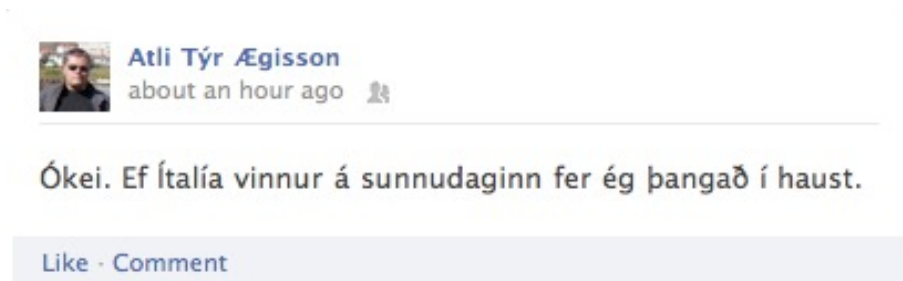 Atli Týr Ægisson
about an hour ago
Ókei. Ef Ítalía vinnur á sunnudaginn fer ég þangað í haust.
Like · Comment